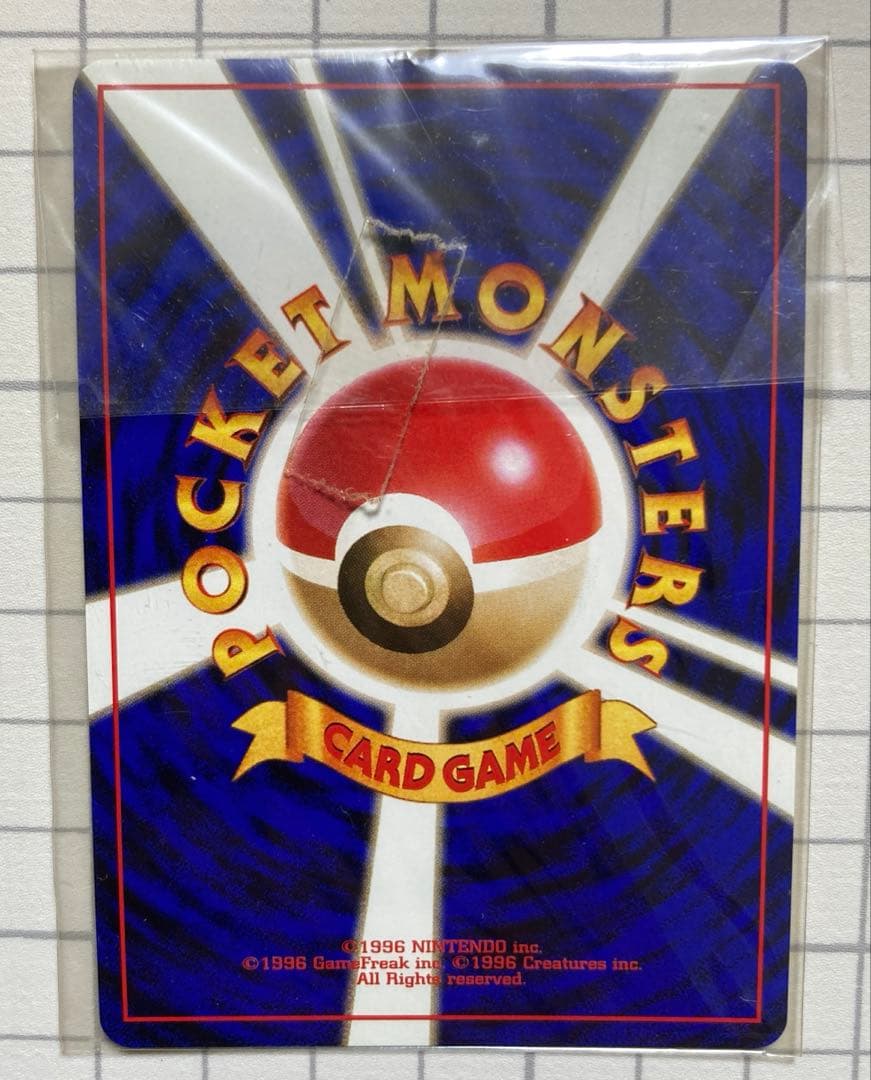 POCKET MONSTERS
CARD GAME
©1996 NINTENDO inc.
©1996 GameFreak inc. ©1996 Creatures inc.
All Rights reserved.